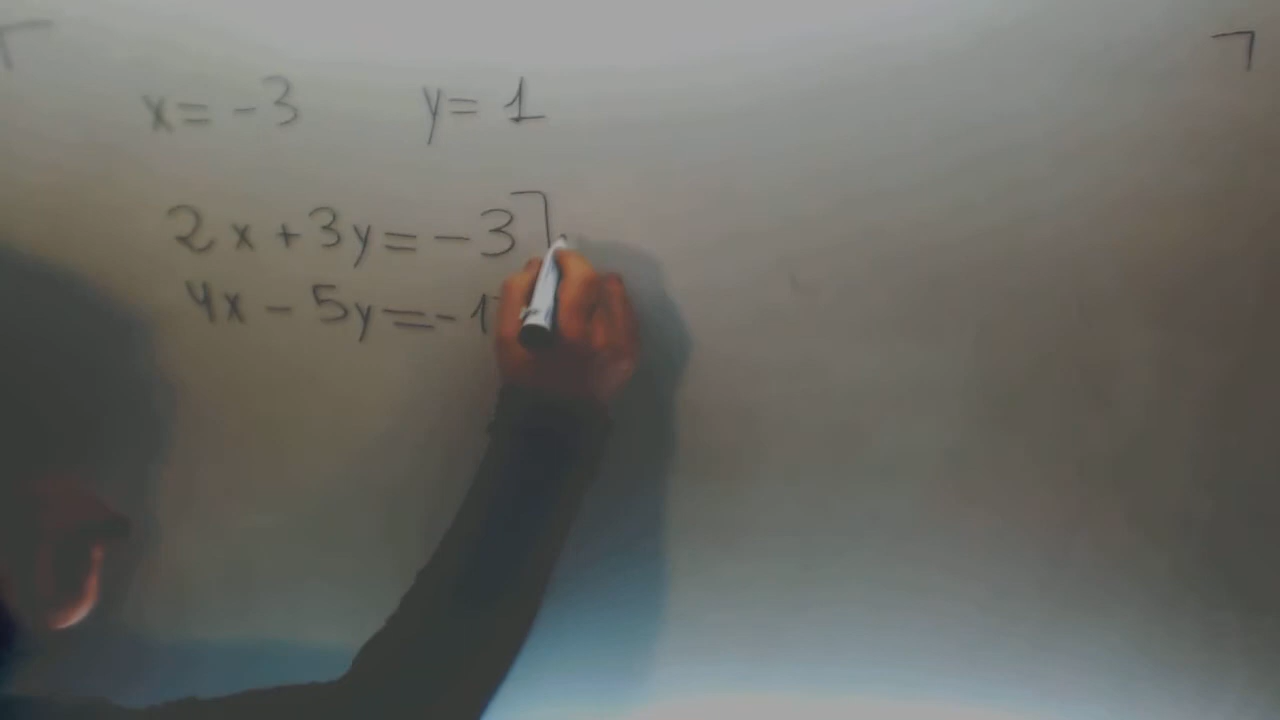 x = -3 y = 1
2x + 3y = -3
4x - 5y = -1